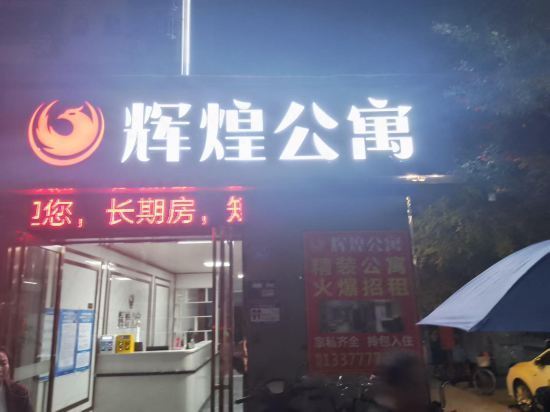 辉煌公寓
您，长期房，
辉煌公寓
精装公寓
火爆招租
家私齐全 拎包入住